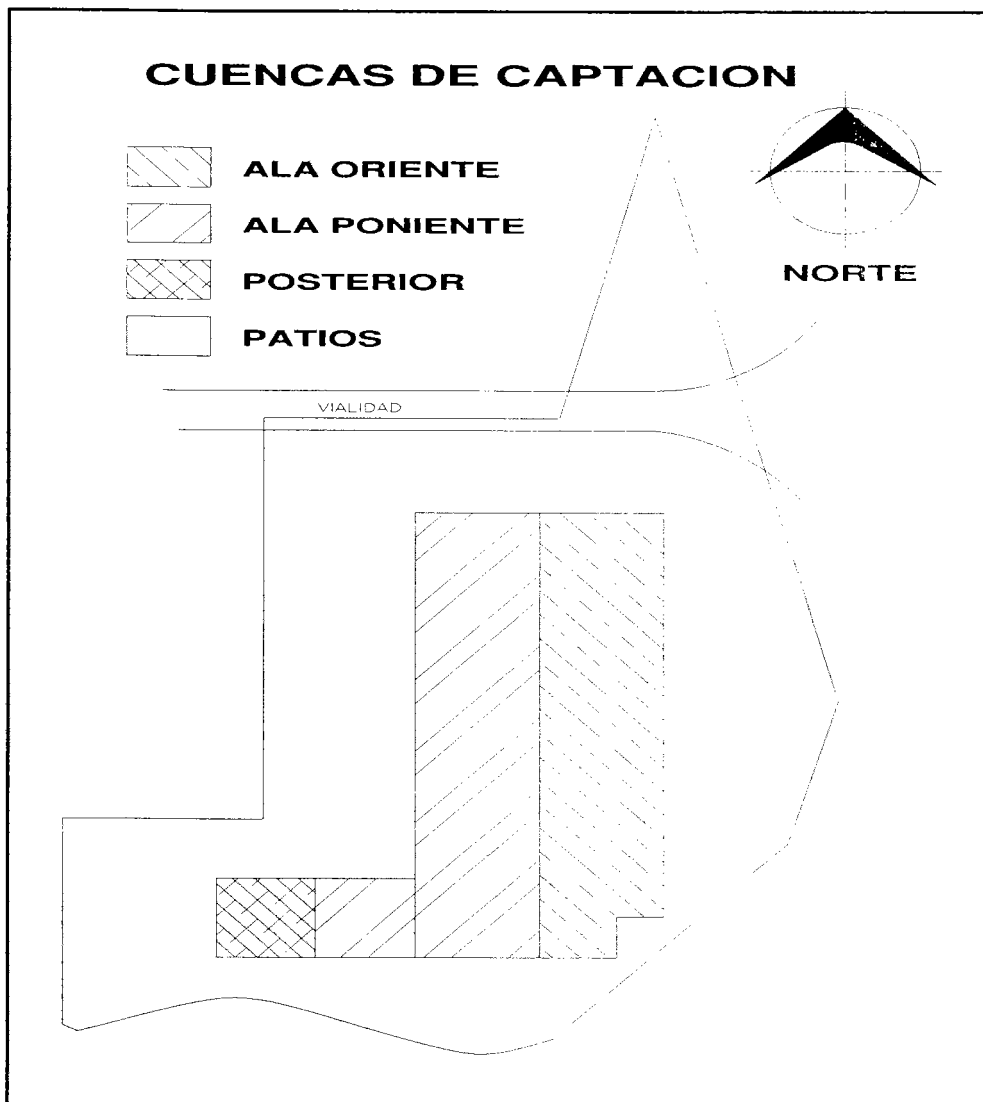 CUENCAS DE CAPTACION
ALA ORIENTE
ALA PONIENTE
POSTERIOR
PATIOS
NORTE
VIALIDAD